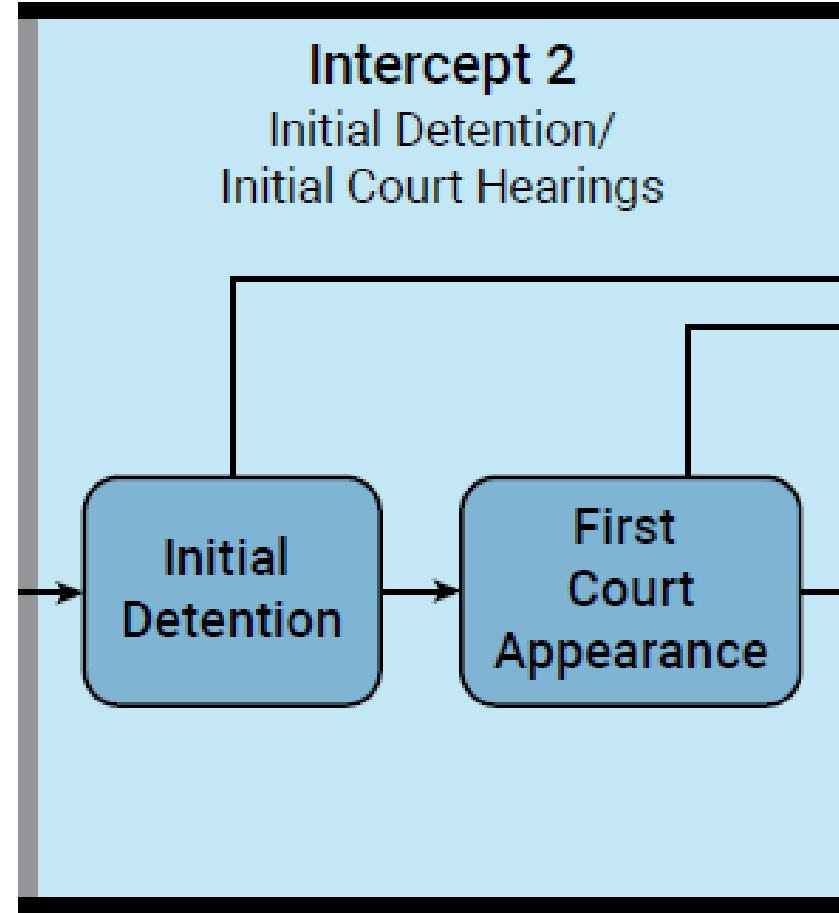 Intercept 2
Initial Detention/
Initial Court Hearings
Initial
Detention
First
Court
Appearance